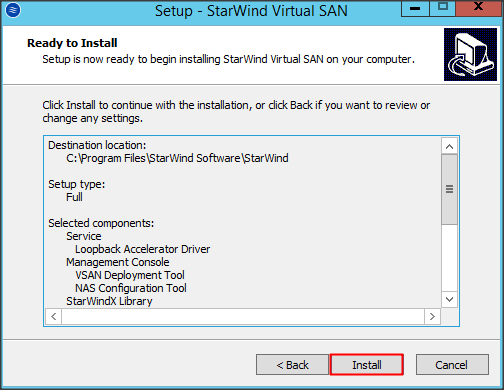 Setup - StarWind Virtual SAN
Ready to Install
Setup is now ready to begin installing StarWind Virtual SAN on your computer.
Click Install to continue with the installation, or click Back if you want to review or
change any settings.
Destination location:
C:\Program Files\StarWind Software\StarWind
Setup type:
Full
Selected components:
Service
Loopback Accelerator Driver
Management Console
VSAN Deployment Tool
NAS Configuration Tool
StarWindX Library
< Back
Install
Cancel